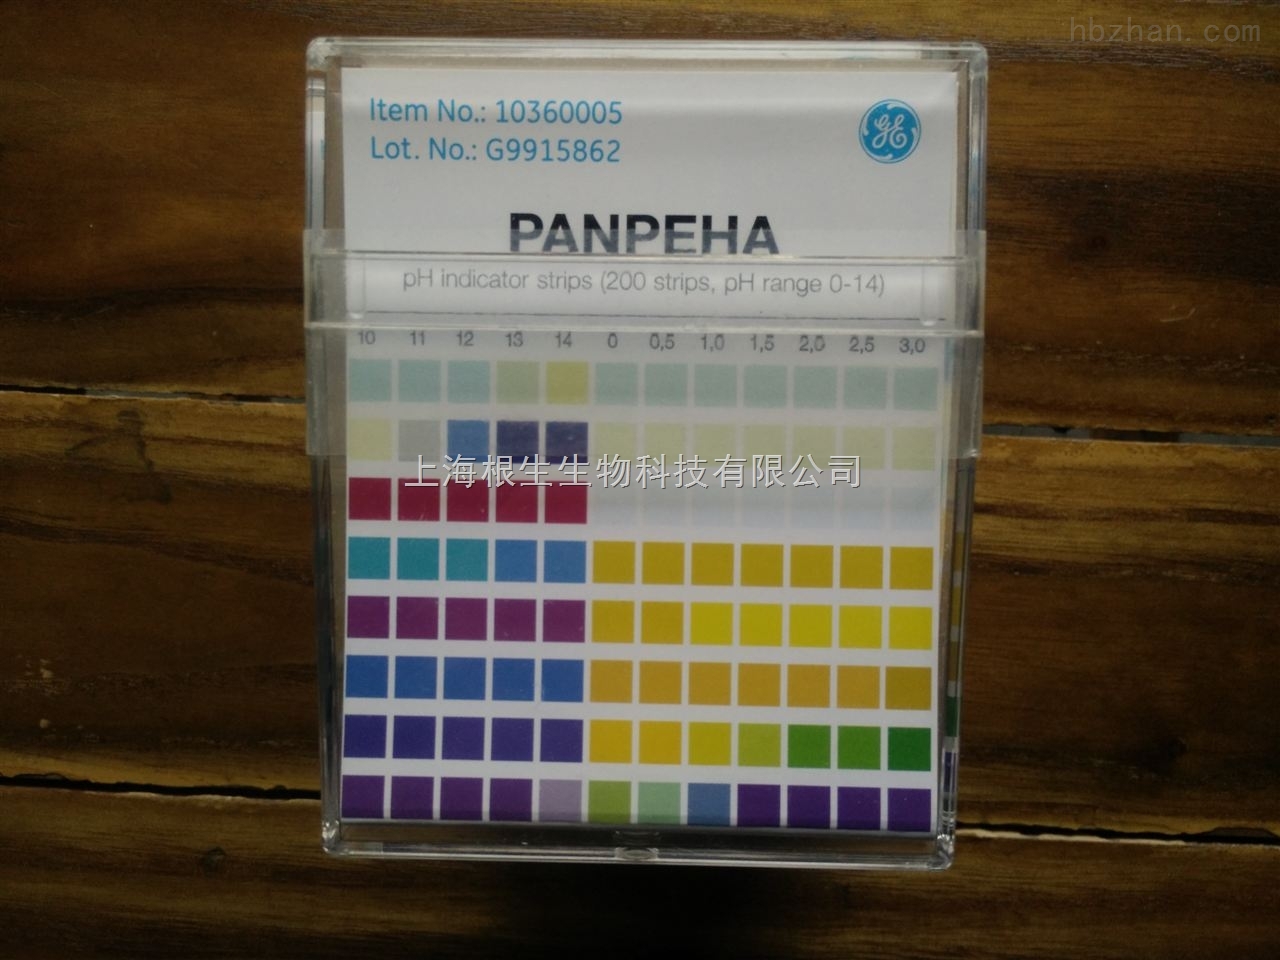 hbzhan.com
Item No.: 10360005
Lot. No.: G9915862
GE
PANPEHA
pH indicator strips (200 strips, pH range 0-14)
10 11 12 13 14 0 0,5 1,0 1,5 2,0 2,5 3,0
上海根生生物科技有限公司